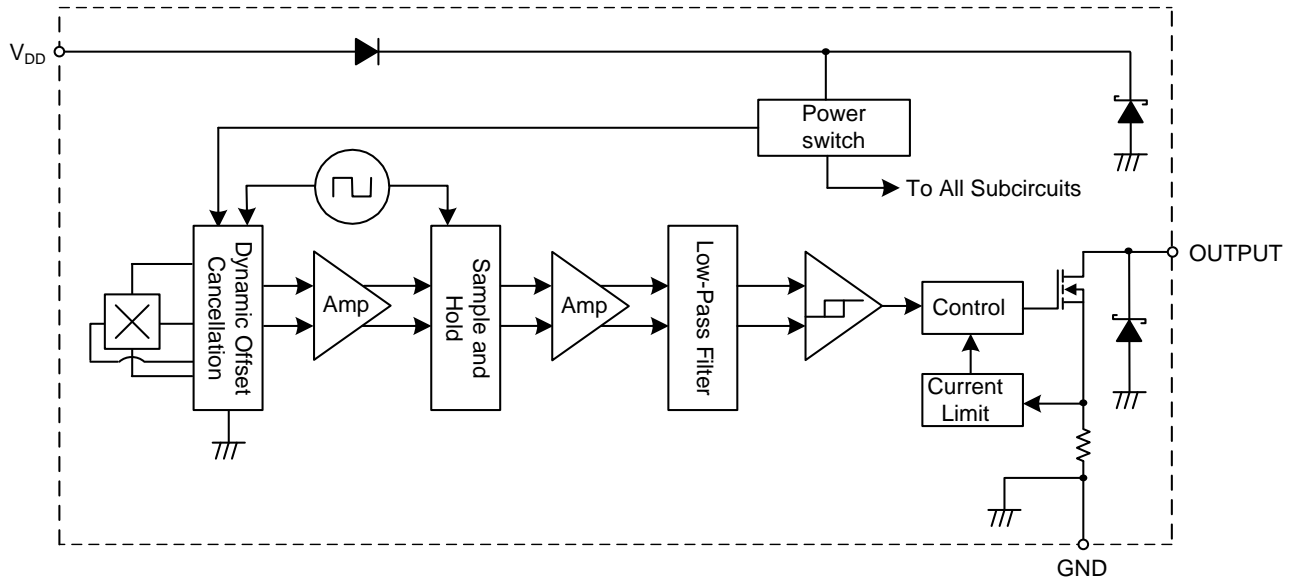 VDD
Power
switch
To All Subcircuits
Dynamic Offset
Cancellation
Amp
Sample and
Hold
Amp
Low-Pass Filter
Control
Current
Limit
OUTPUT
GND